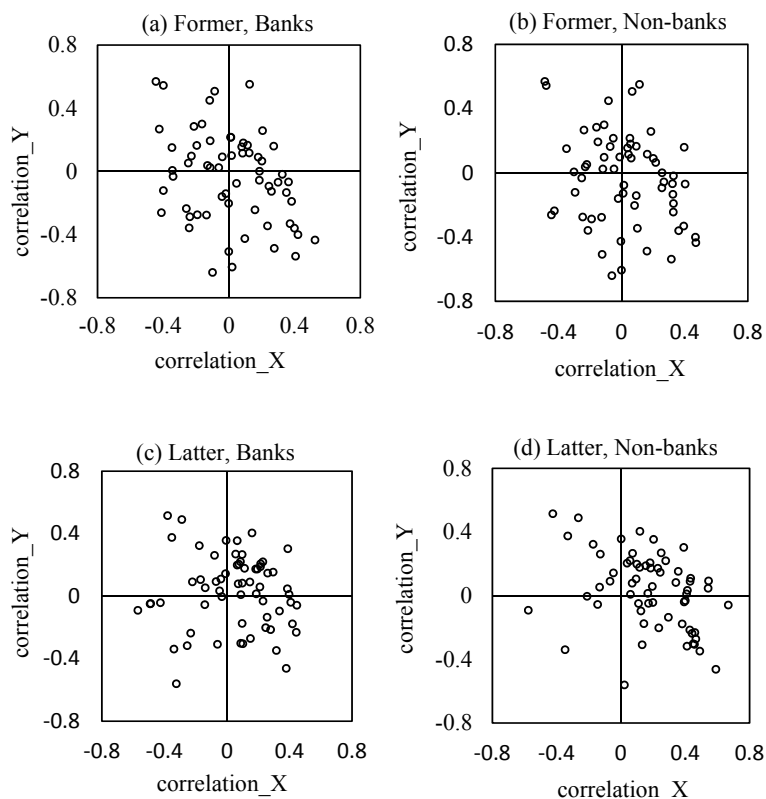 (a) Former, Banks
0.8
0.4
0
-0.4
-0.8
-0.8 -0.4 0 0.4 0.8
correlation_Y
correlation_X
(b) Former, Non-banks
0.8
0.4
0
-0.4
-0.8
-0.8 -0.4 0 0.4 0.8
correlation_Y
correlation_X
(c) Latter, Banks
0.8
0.4
0
-0.4
-0.8
-0.8 -0.4 0 0.4 0.8
correlation_Y
correlation_X
(d) Latter, Non-banks
0.8
0.4
0
-0.4
-0.8
-0.8 -0.4 0 0.4 0.8
correlation_Y
correlation_X